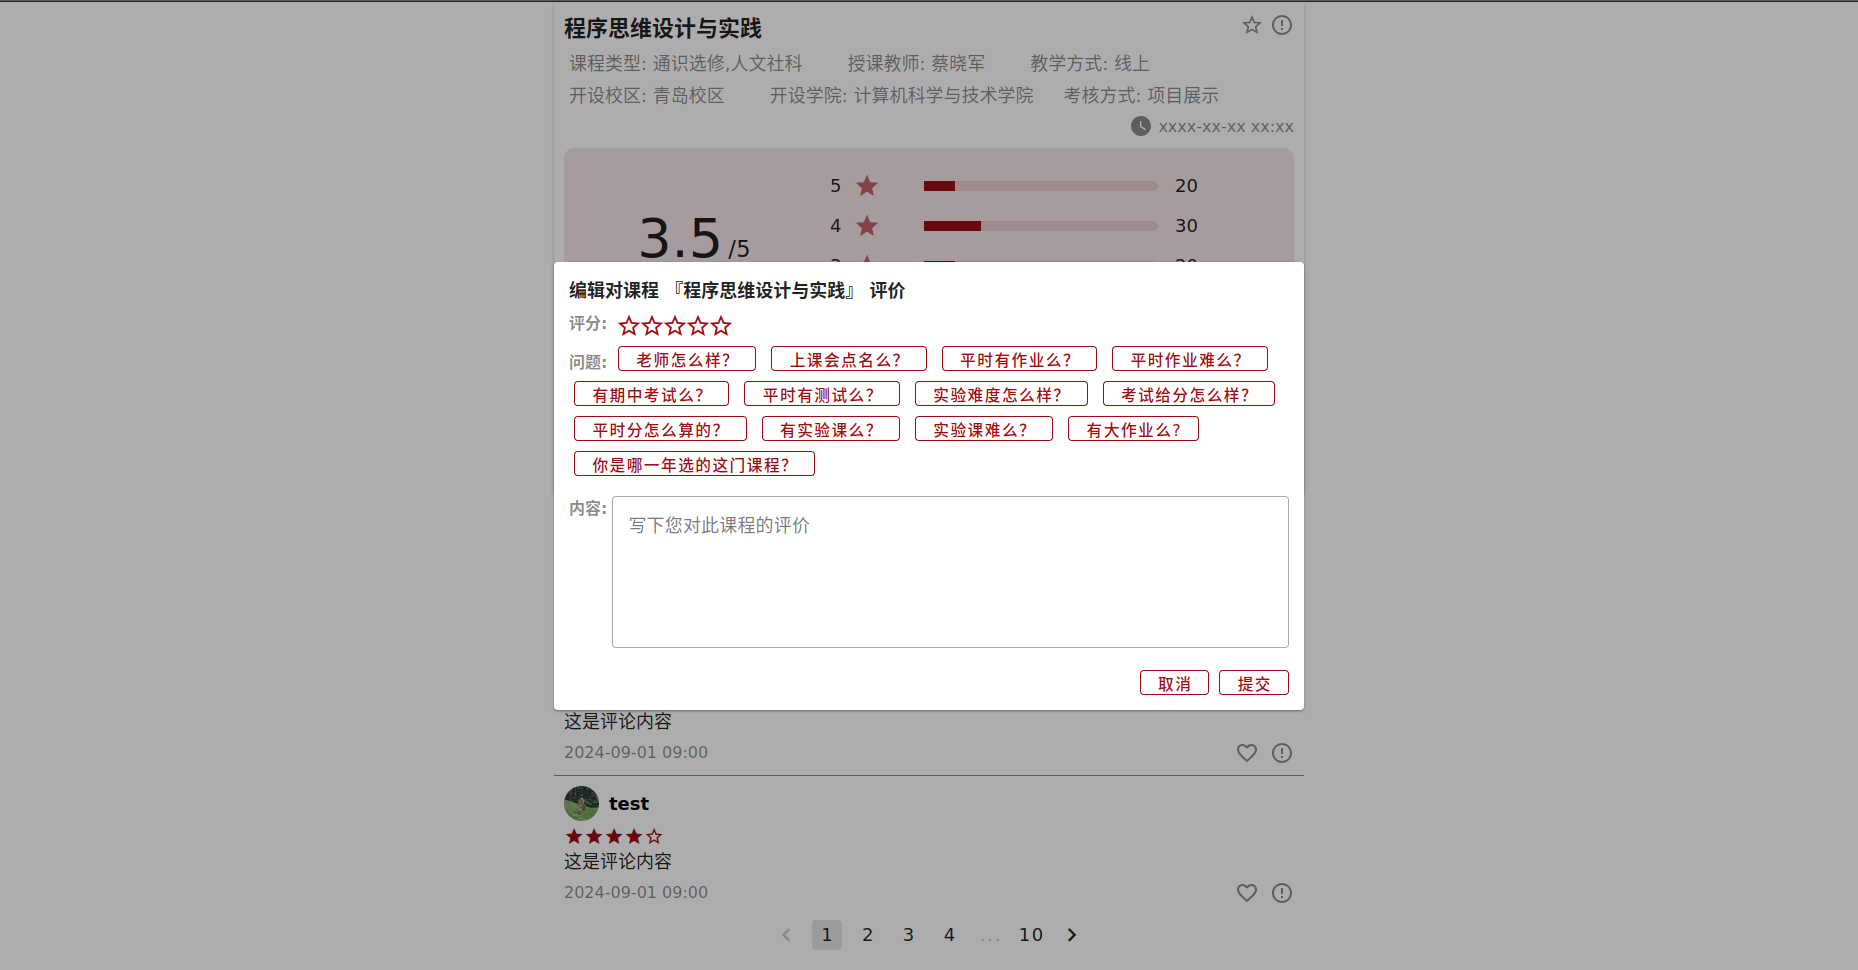 程序思维设计与实践
课程类型: 通识选修,人文社科 授课教师: 蔡晓军 教学方式: 线上
开设校区: 青岛校区 开设学院: 计算机科学与技术学院 考核方式: 项目展示
xxxx-xx-xx xx:xx
5 20
4 30
3.5 /5
编辑对课程 『程序思维设计与实践』 评价
评分:
问题: 老师怎么样? 上课会点名么? 平时有作业么? 平时作业难么?
有期中考试么? 平时有测试么? 实验难度怎么样? 考试给分怎么样?
平时分怎么算的? 有实验课么? 实验课难么? 有大作业么?
你是哪一年选的这门课程?
内容: 写下您对此课程的评价
取消 提交
这是评论内容
2024-09-01 09:00
test
这是评论内容
2024-09-01 09:00
1 2 3 4 ... 10